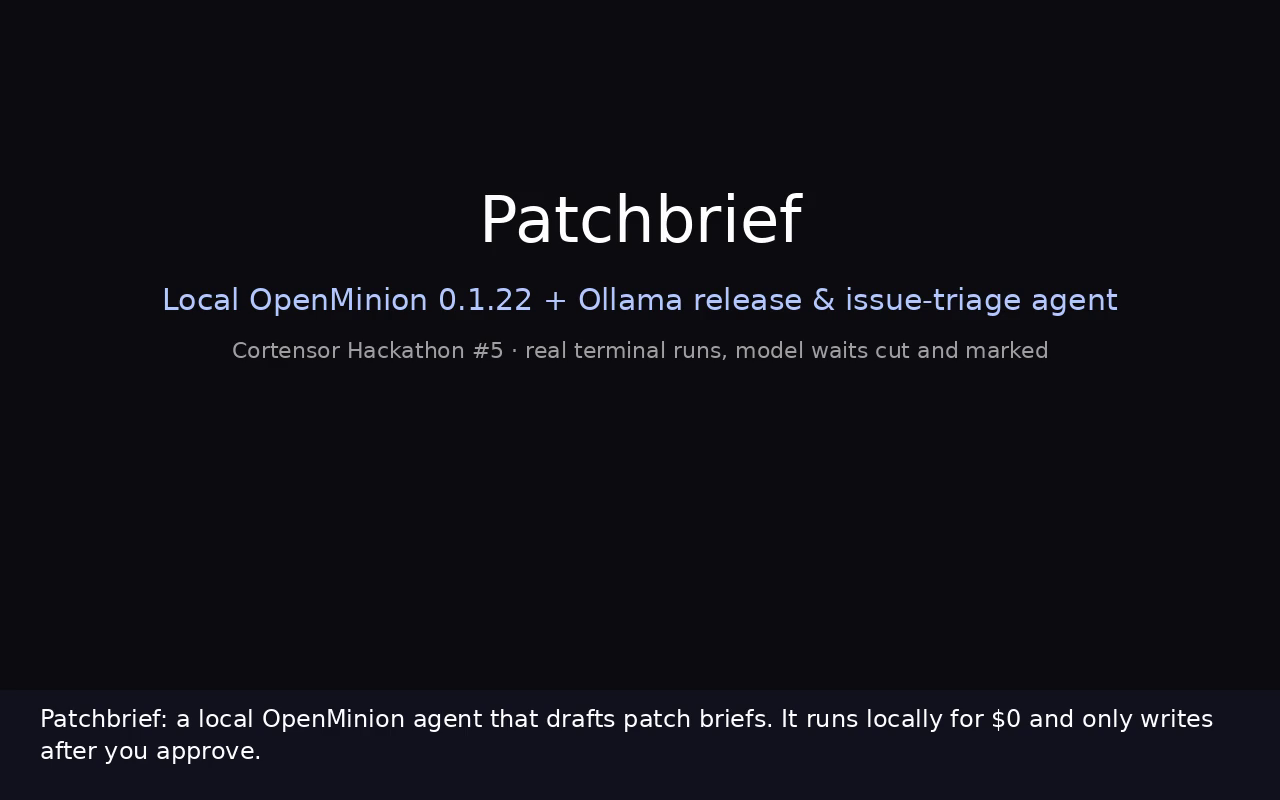 Patchbrief
Local OpenMinion 0.1.22 + Ollama release & issue-triage agent
Cortensor Hackathon #5 · real terminal runs, model waits cut and marked
Patchbrief: a local OpenMinion agent that drafts patch briefs. It runs locally for $0 and only writes
after you approve.